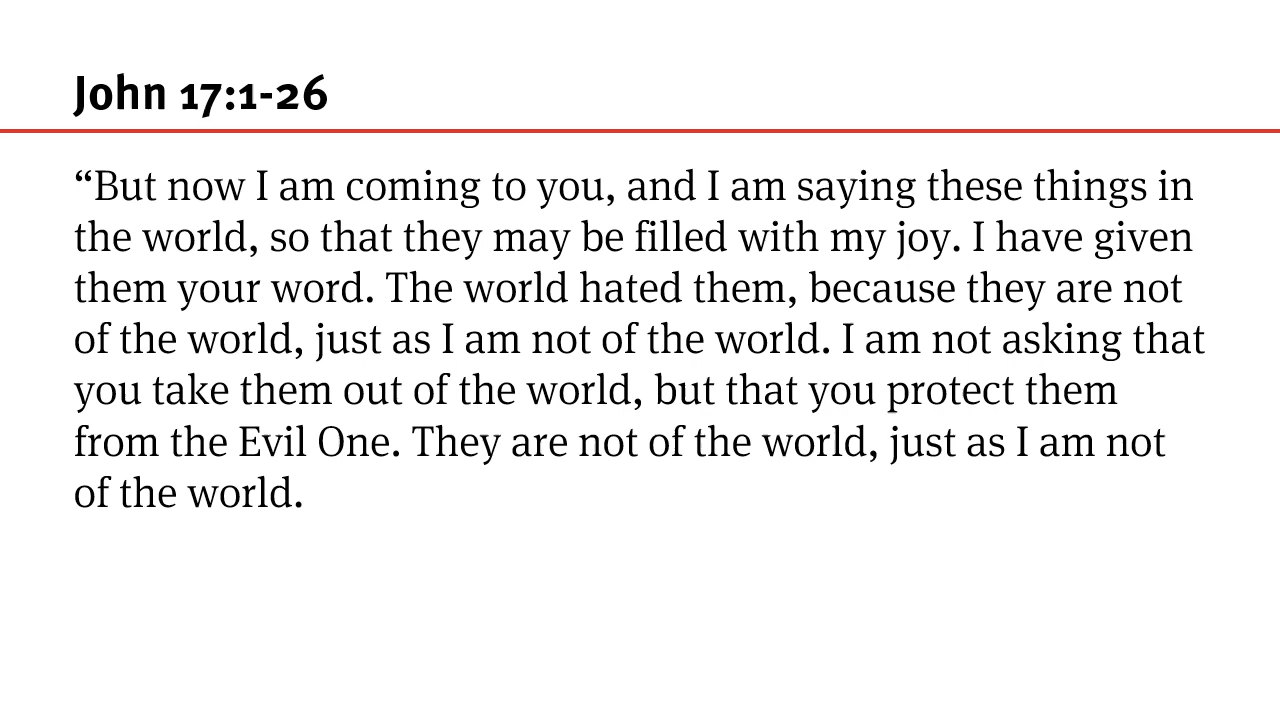 John 17:1-26
“But now I am coming to you, and I am saying these things in
the world, so that they may be filled with my joy. I have given
them your word. The world hated them, because they are not
of the world, just as I am not of the world. I am not asking that
you take them out of the world, but that you protect them
from the Evil One. They are not of the world, just as I am not
of the world.